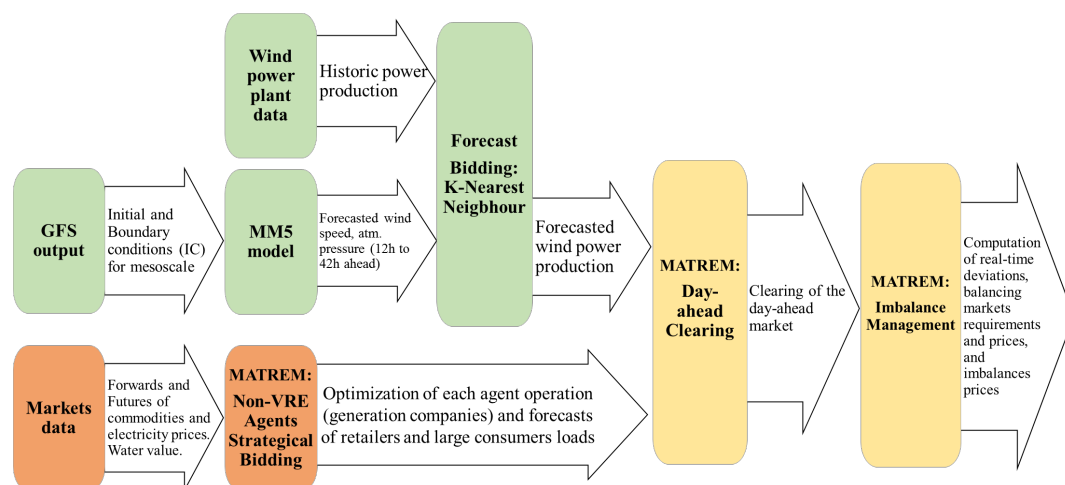 Wind
power
plant
data
Historic power
production
Forecast
Bidding:
K-Nearest
Neigbhour
GFS
output
Initial and
Boundary
conditions (IC)
for mesoscale
MM5
model
Forecasted wind
speed, atm.
pressure (12h to
42h ahead)
Forecasted
wind power
production
MATREM:
Day-
ahead
Clearing
Clearing of the
day-ahead
market
MATREM:
Imbalance
Management
Computation
of real-time
deviations,
balancing
markets
requirements
and prices,
and
imbalances
prices
Markets
data
Forwards and
Futures of
commodities and
electricity prices.
Water value.
MATREM:
Non-VRE
Agents
Strategical
Bidding
Optimization of each agent operation
(generation companies) and forecasts
of retailers and large consumers loads